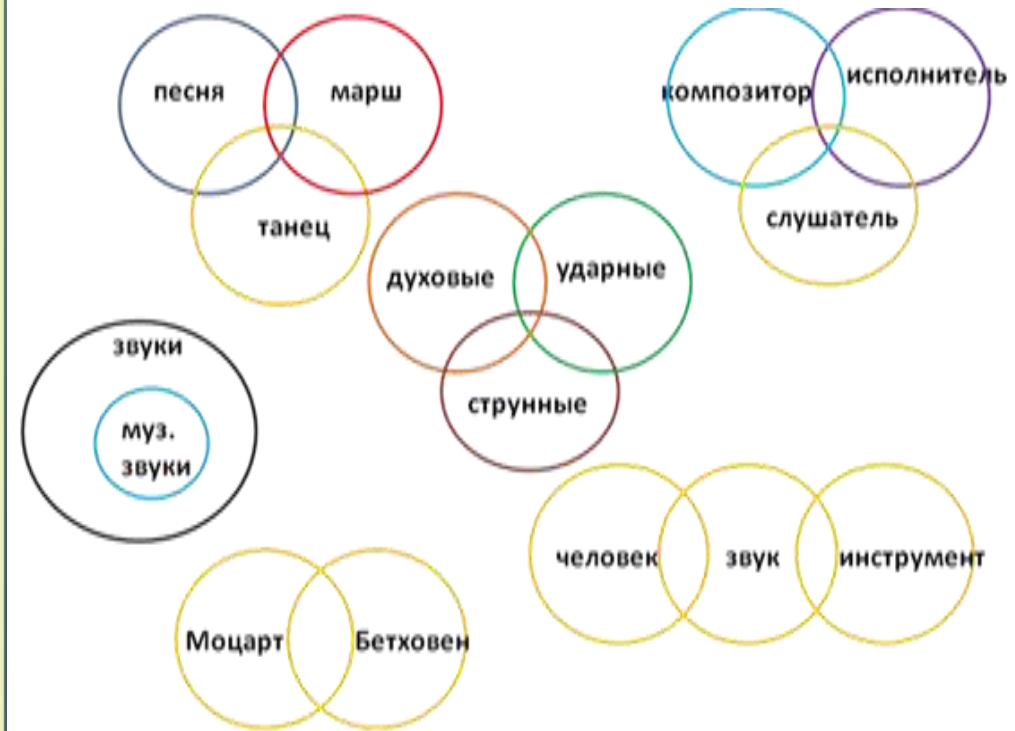 песня
марш
танец
композитор
исполнитель
слушатель
духовые
ударные
струнные
звуки
муз.
звуки
человек
звук
инструмент
Моцарт
Бетховен